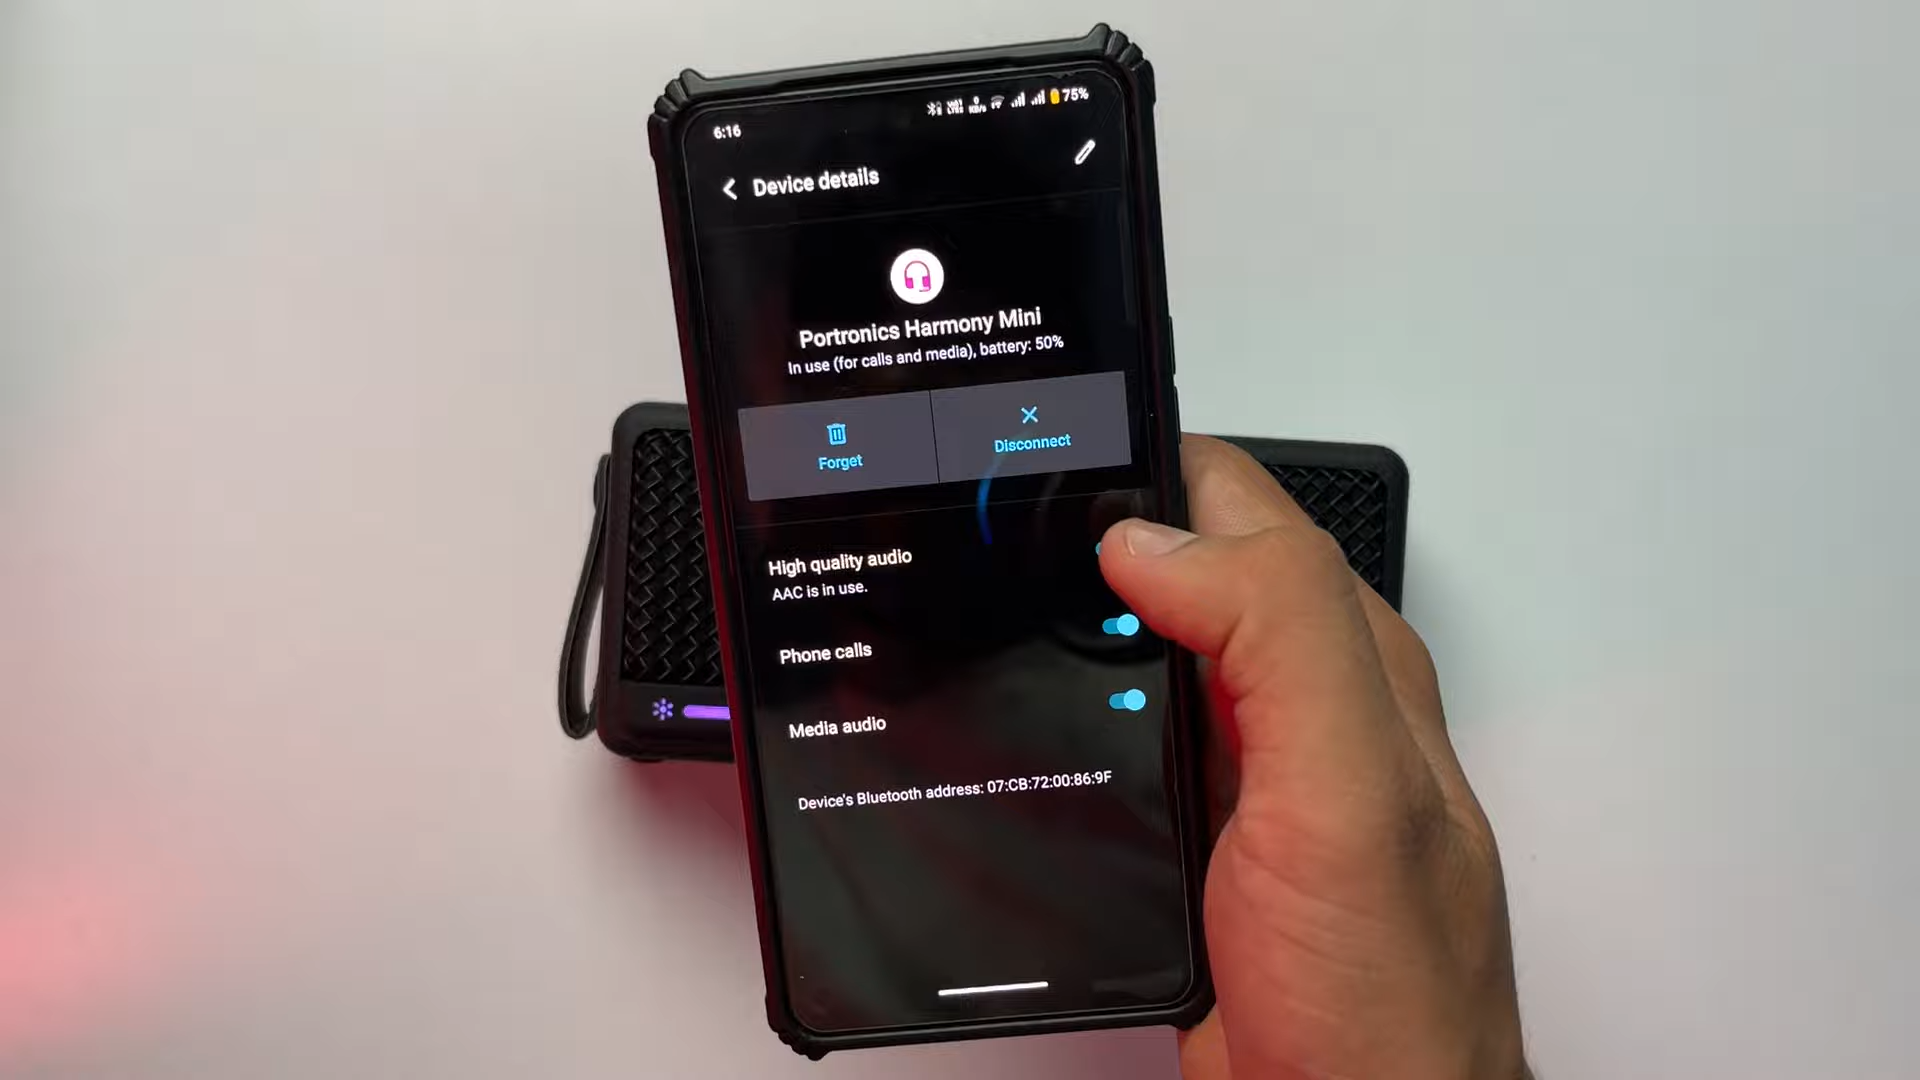 6:16
75%
Device details
Portronics Harmony Mini
In use (for calls and media), battery: 50%
Forget
Disconnect
High quality audio
AAC is in use.
Phone calls
Media audio
Device's Bluetooth address: 07:CB:72:00:86:9F